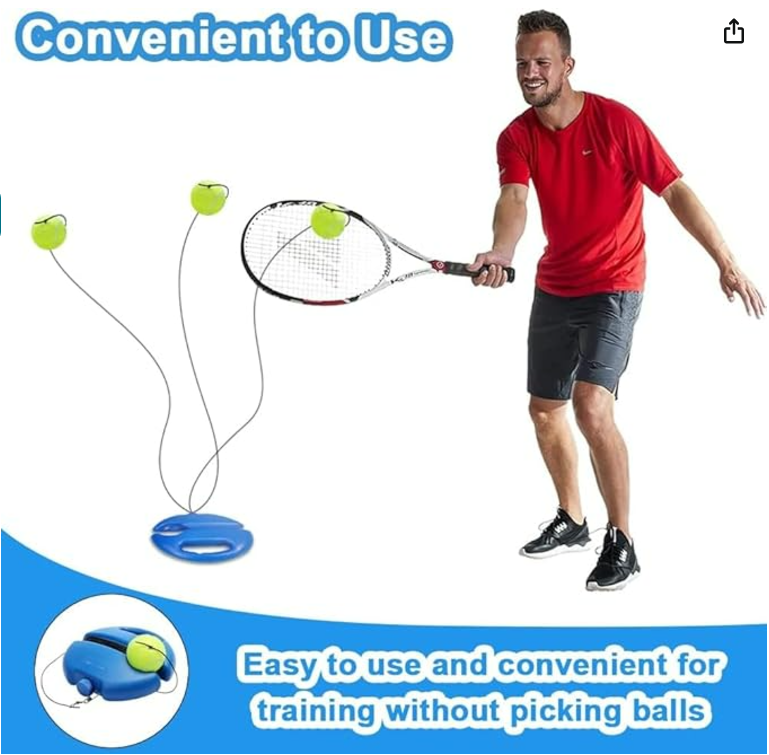 Convenient to Use
Easy to use and convenient for
training without picking balls